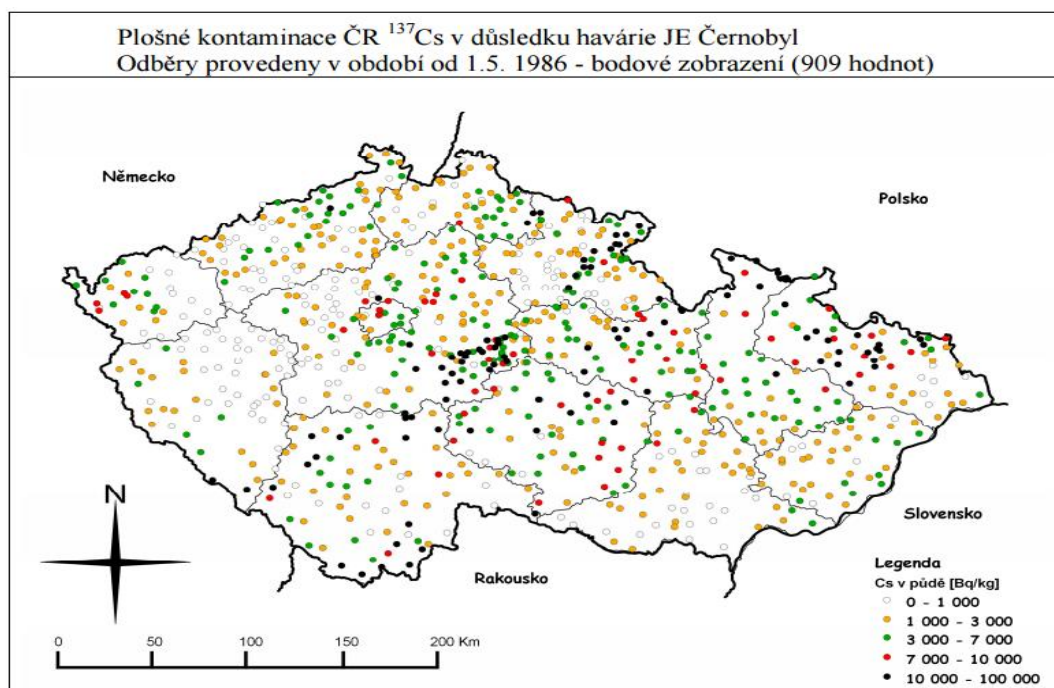 Plošné kontaminace ČR ¹³⁷Cs v důsledku havárie JE Černobyl
Odběry provedeny v období od 1.5. 1986 - bodové zobrazení (909 hodnot)
Německo
Polsko
Slovensko
Rakousko
N
0 50 100 150 200 Km
Legenda
Cs v půdě [Bq/kg]
0 - 1 000
1 000 - 3 000
3 000 - 7 000
7 000 - 10 000
10 000 - 100 000